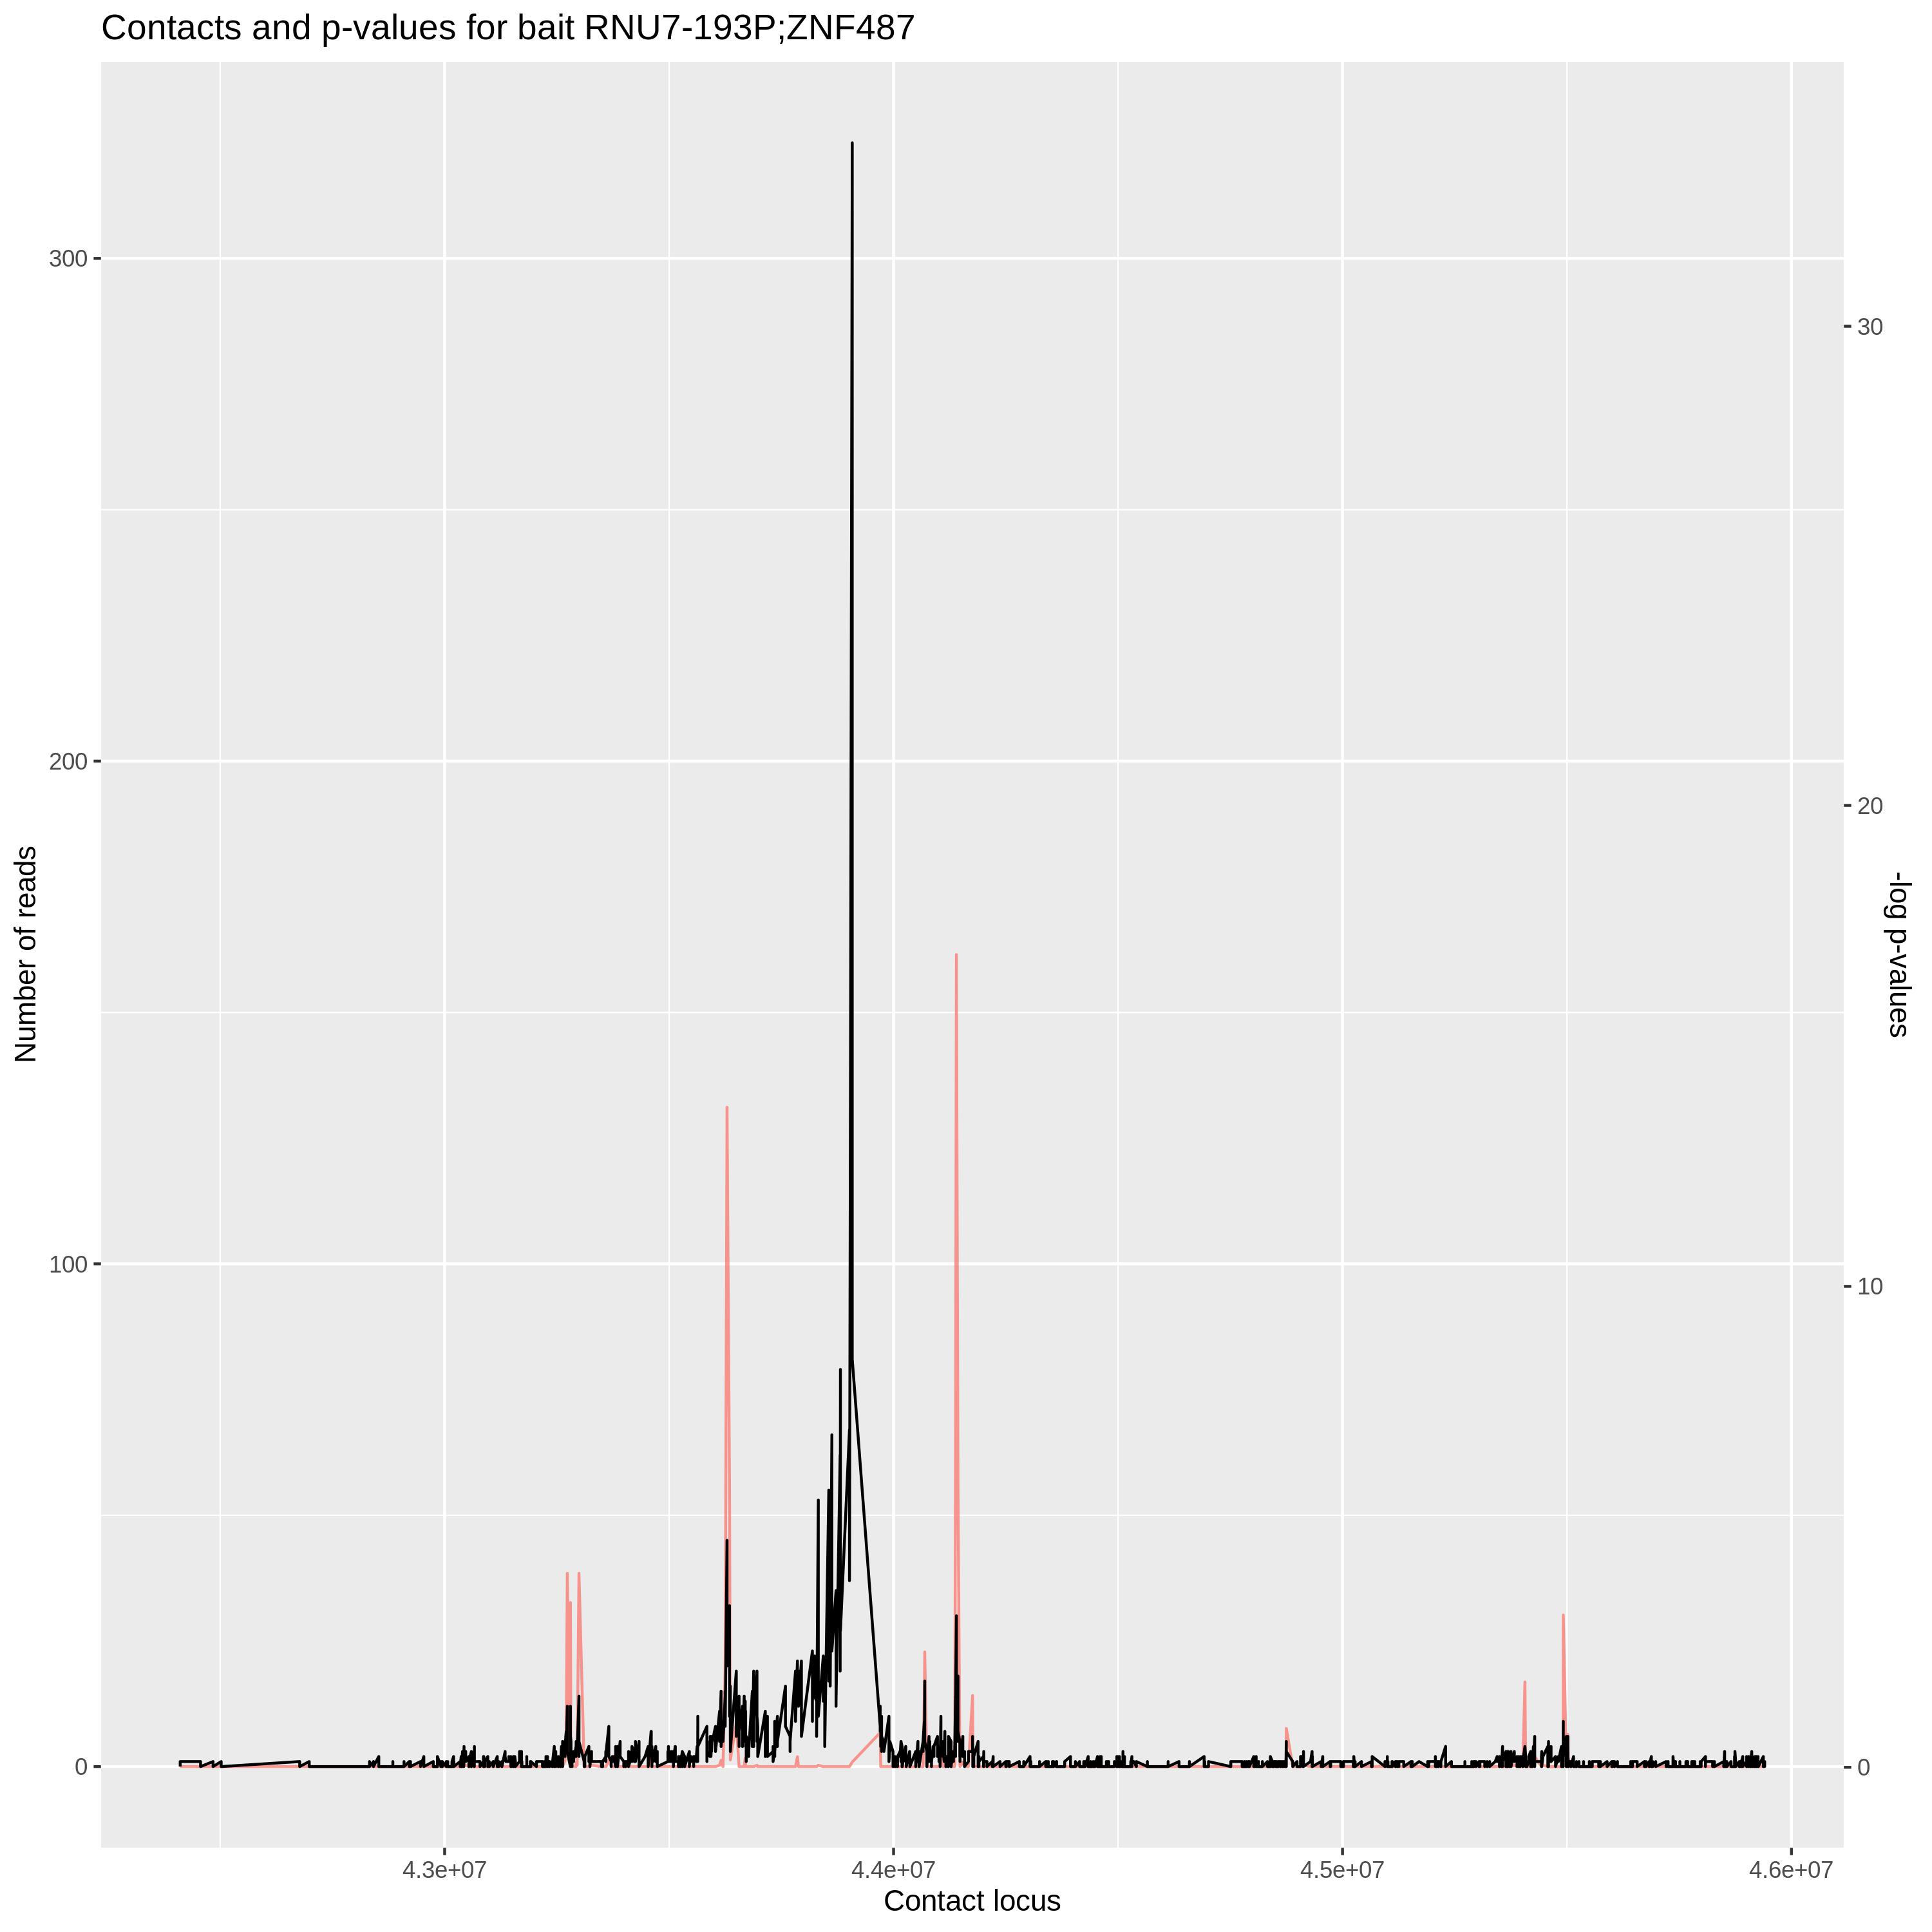 Contacts and p-values for bait RNU7-193P;ZNF487
300
200
100
0
Number of reads
30
20
10
0
-log p-values
4.3e+07
4.4e+07
4.5e+07
4.6e+07
Contact locus